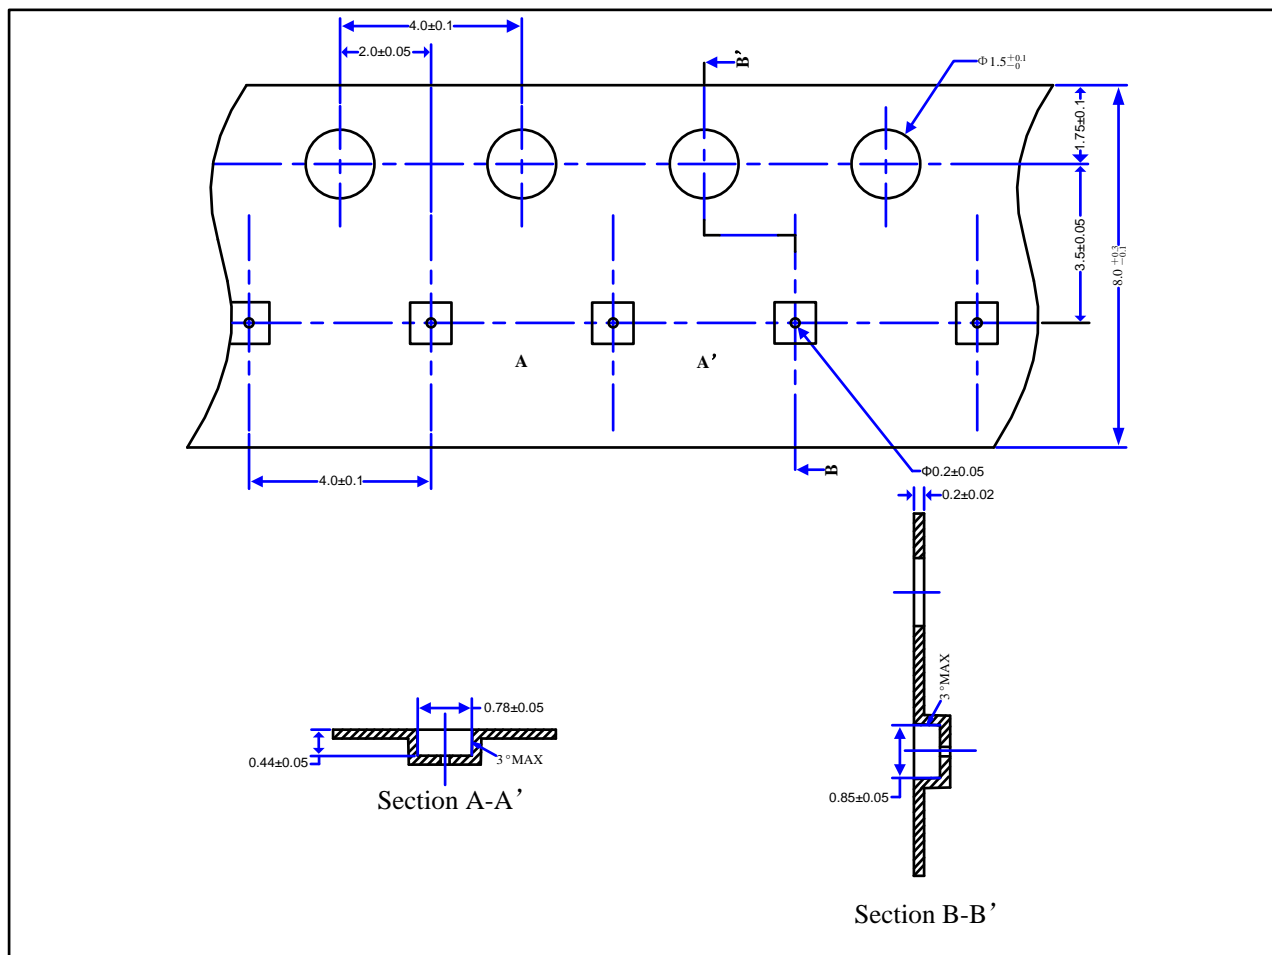 4.0±0.1
2.0±0.05
B'
Φ1.5 +0.1 -0
1.75±0.1
3.5±0.05
8.0 +0.3 -0.1
A
A'
4.0±0.1
B
Φ0.2±0.05
0.2±0.02
3°MAX
0.78±0.05
0.44±0.05
3°MAX
0.85±0.05
Section A-A'
Section B-B'